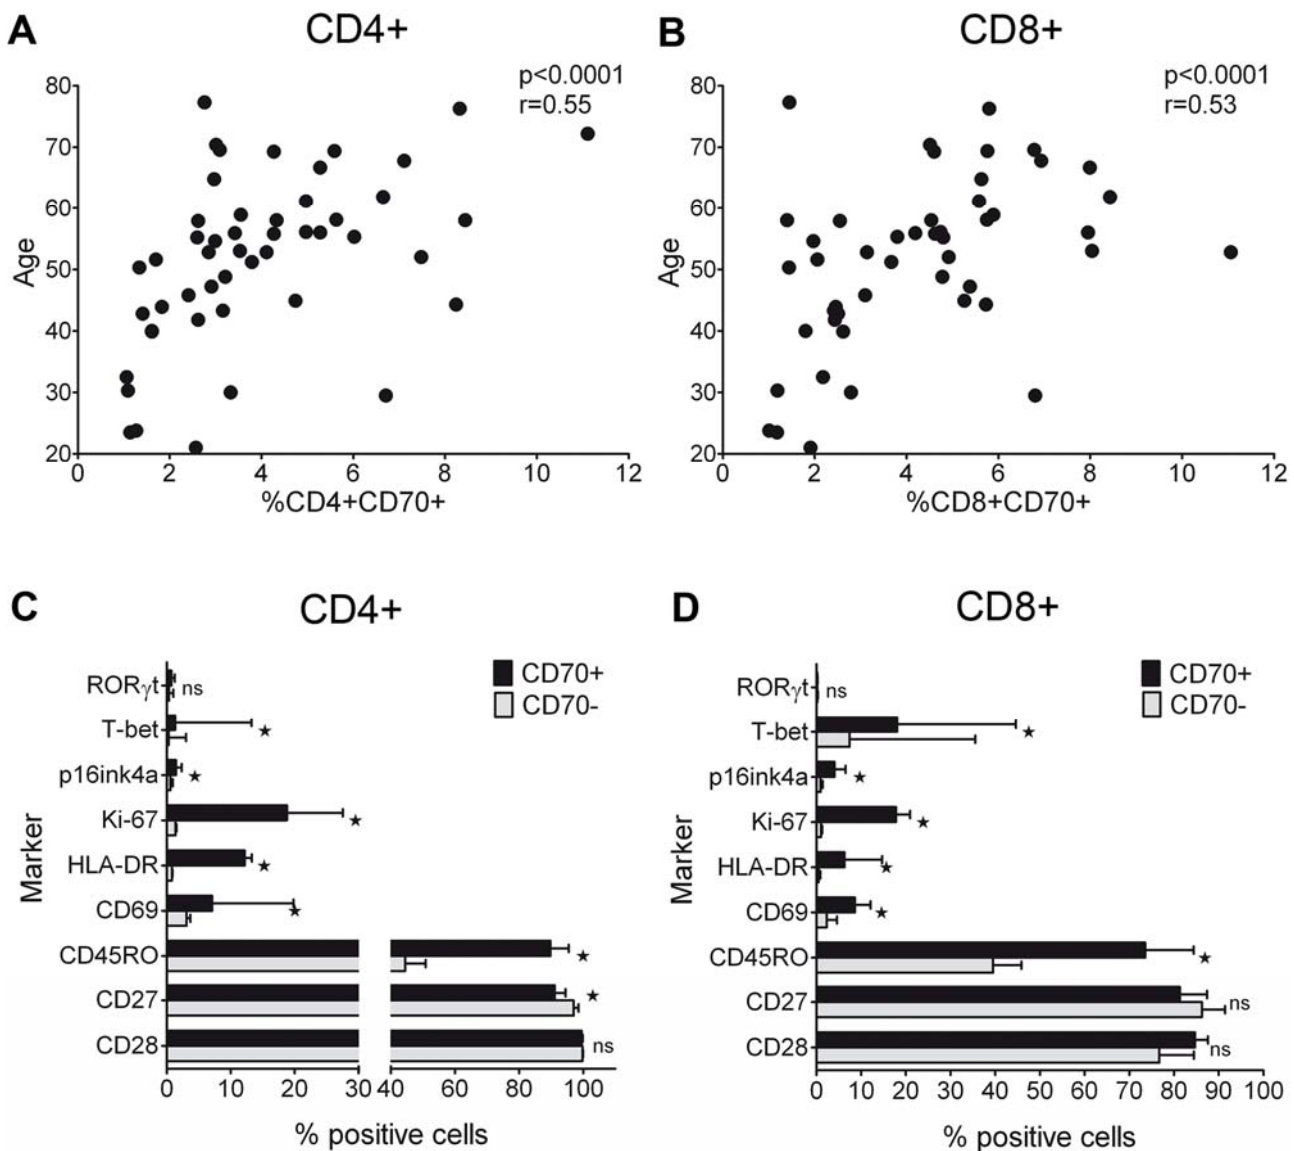 A
CD4+
p<0.0001
r=0.55
80
70
60
50
40
30
20
Age
0
2
4
6
8
10
12
%CD4+CD70+
B
CD8+
p<0.0001
r=0.53
80
70
60
50
40
30
20
Age
0
2
4
6
8
10
12
%CD8+CD70+
C
CD4+
CD70+
CD70-
Marker
RORγt
ns
T-bet
★
p16ink4a
★
Ki-67
★
HLA-DR
★
CD69
★
CD45RO
★
CD27
★
CD28
ns
0
10
20
30
40
60
80
100
% positive cells
D
CD8+
CD70+
CD70-
Marker
RORγt
ns
T-bet
★
p16ink4a
★
Ki-67
★
HLA-DR
★
CD69
★
CD45RO
★
CD27
ns
CD28
ns
0
10
20
30
40
50
60
70
80
90
100
% positive cells